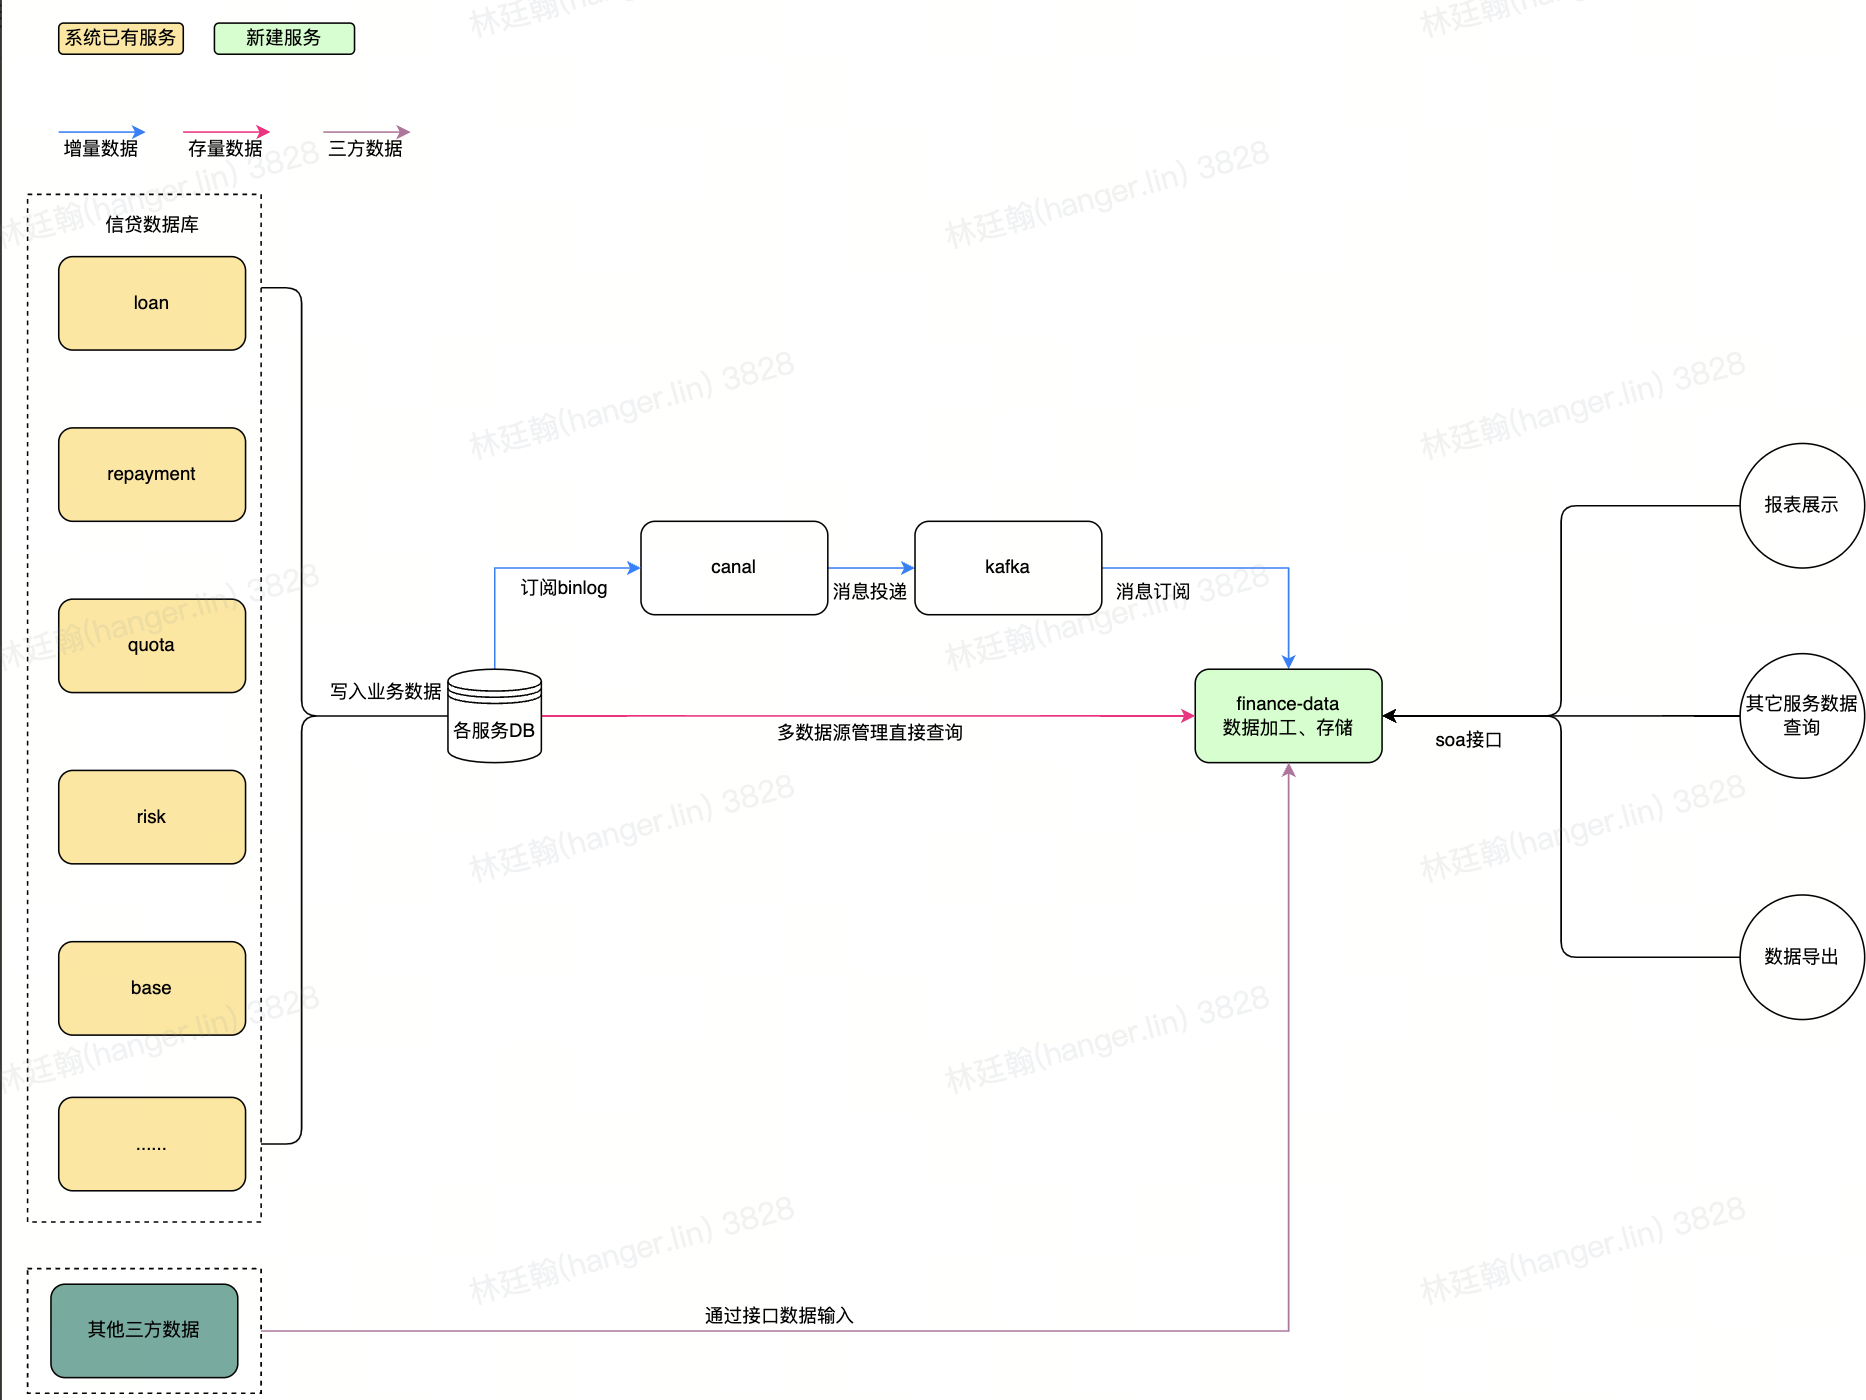 系统已有服务
新建服务
增量数据
存量数据
三方数据
信贷数据库
loan
repayment
quota
risk
base
......
其他三方数据
写入业务数据
各服务DB
订阅binlog
canal
消息投递
kafka
消息订阅
多数据源管理直接查询
finance-data
数据加工、存储
soa接口
报表展示
其它服务数据
查询
数据导出
通过接口数据输入
林廷翰(hanger.lin) 3828
林廷翰(hanger.lin) 3828
林廷翰(hanger.lin) 3828
林廷翰(hanger.lin) 3828
林廷翰(hanger.lin) 3828
林廷翰(hanger.lin) 3828
林廷翰(hanger.lin) 3828
林廷翰(hanger.lin) 3828
林廷翰(hanger.lin) 3828
林廷翰(hanger.lin) 3828
林廷翰(hanger.lin) 3828
林廷翰(hanger.lin) 3828